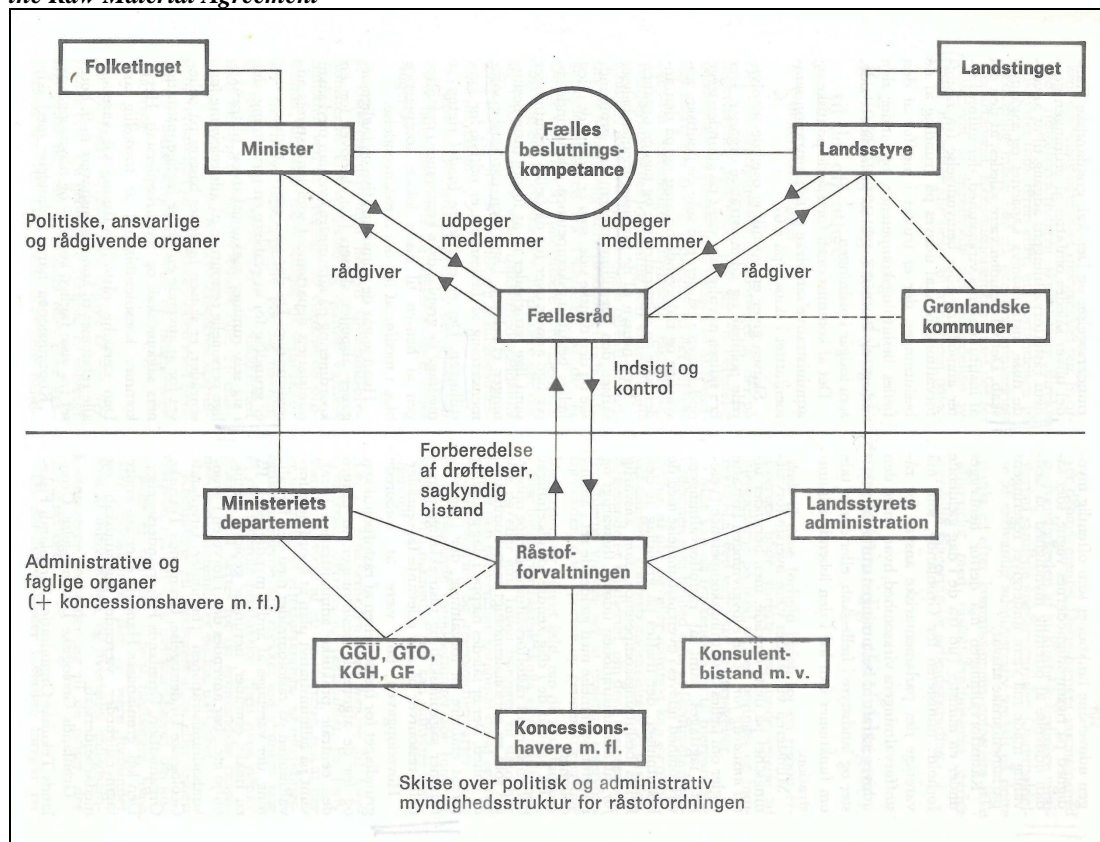 the Raw Material Agreement
Folketinget
Landstinget
Minister
Fælles
beslutnings-
kompetance
Landsstyre
Politiske, ansvarlige
og rådgivende organer
udpeger
medlemmer
udpeger
medlemmer
rådgiver
rådgiver
Fællesråd
Grønlandske
kommuner
Indsigt og
kontrol
Forberedelse
af drøftelser,
sagkyndig
bistand
Ministeriets
departement
Landsstyrets
administration
Råstof-
forvaltningen
Administrative og
faglige organer
(+ koncessionshavere m. fl.)
GGU, GTO,
KGH, GF
Konsulent-
bistand m. v.
Koncessions-
havere m. fl.
Skitse over politisk og administrativ
myndighedsstruktur for råstofordningen